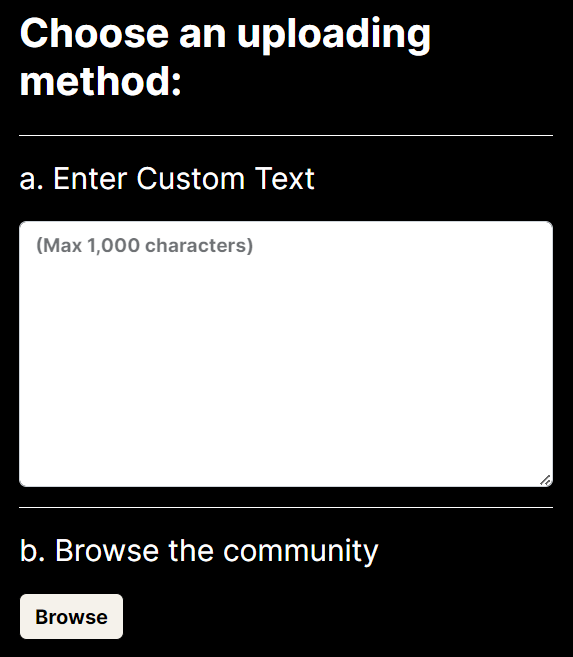 Choose an uploading
method:
a. Enter Custom Text
(Max 1,000 characters)
b. Browse the community
Browse